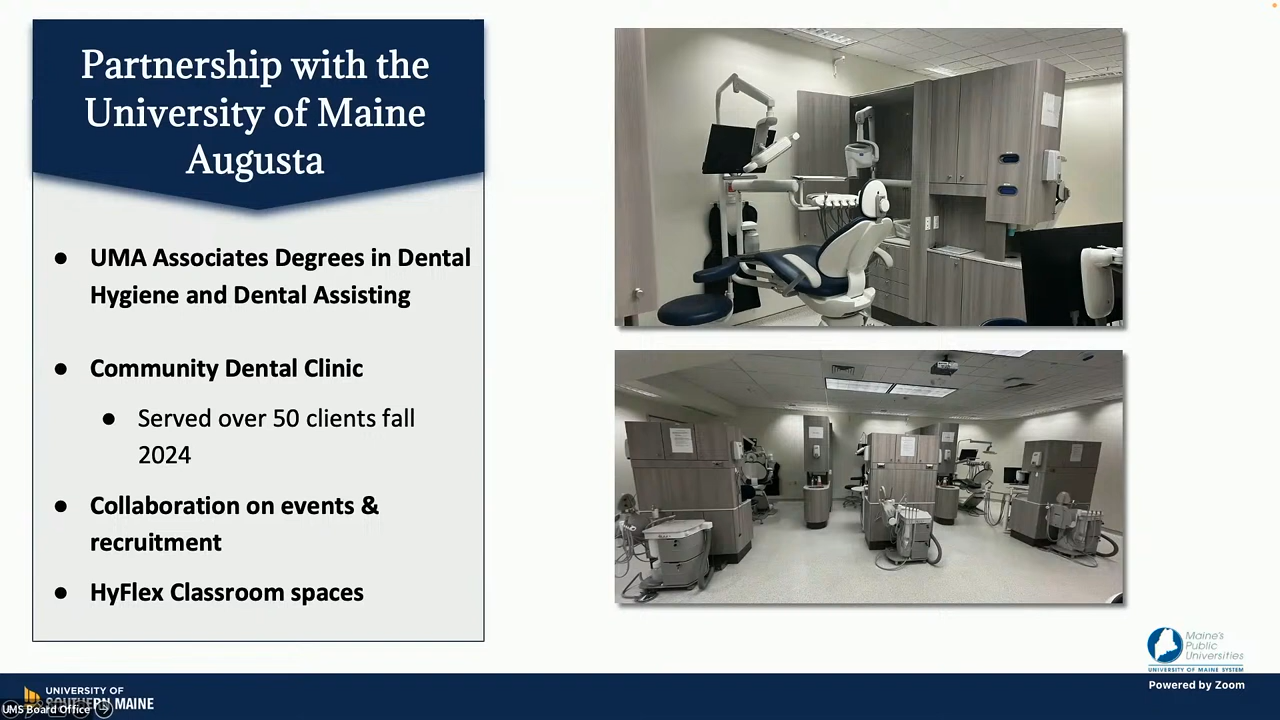 Partnership with the
University of Maine
Augusta
● UMA Associates Degrees in Dental
Hygiene and Dental Assisting
● Community Dental Clinic
● Served over 50 clients fall
2024
● Collaboration on events &
recruitment
● HyFlex Classroom spaces
Maine's
Public
Universities
UNIVERSITY OF MAINE SYSTEM
Powered by Zoom
UNIVERSITY OF
SOUTHERN MAINE
UMS Board Office